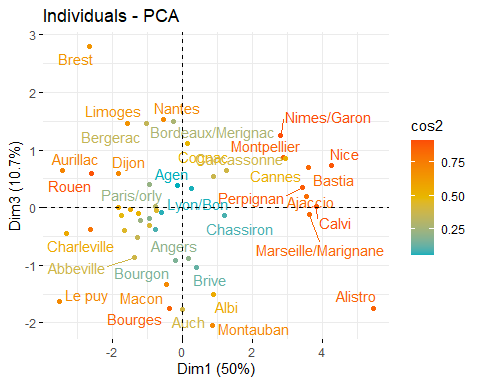 Individuals - PCA
3
2
1
0
-1
-2
Dim3 (10.7%)
Brest
Limoges
Nantes
Nimes/Garon
Bergerac
Bordeaux/Merignac
Montpellier
Aurillac
Dijon
Cognac
Carcassonne
Nice
Agen
Cannes
Bastia
Rouen
Paris/orly
Perpignan
Ajaccio
Lyon/Bon
Calvi
Chassiron
Charleville
Angers
Marseille/Marignane
Abbeville
Bourgon
Brive
Le puy
Macon
Albi
Alistro
Bourges
Auch
Montauban
-2
0
2
4
Dim1 (50%)
cos2
0.75
0.50
0.25